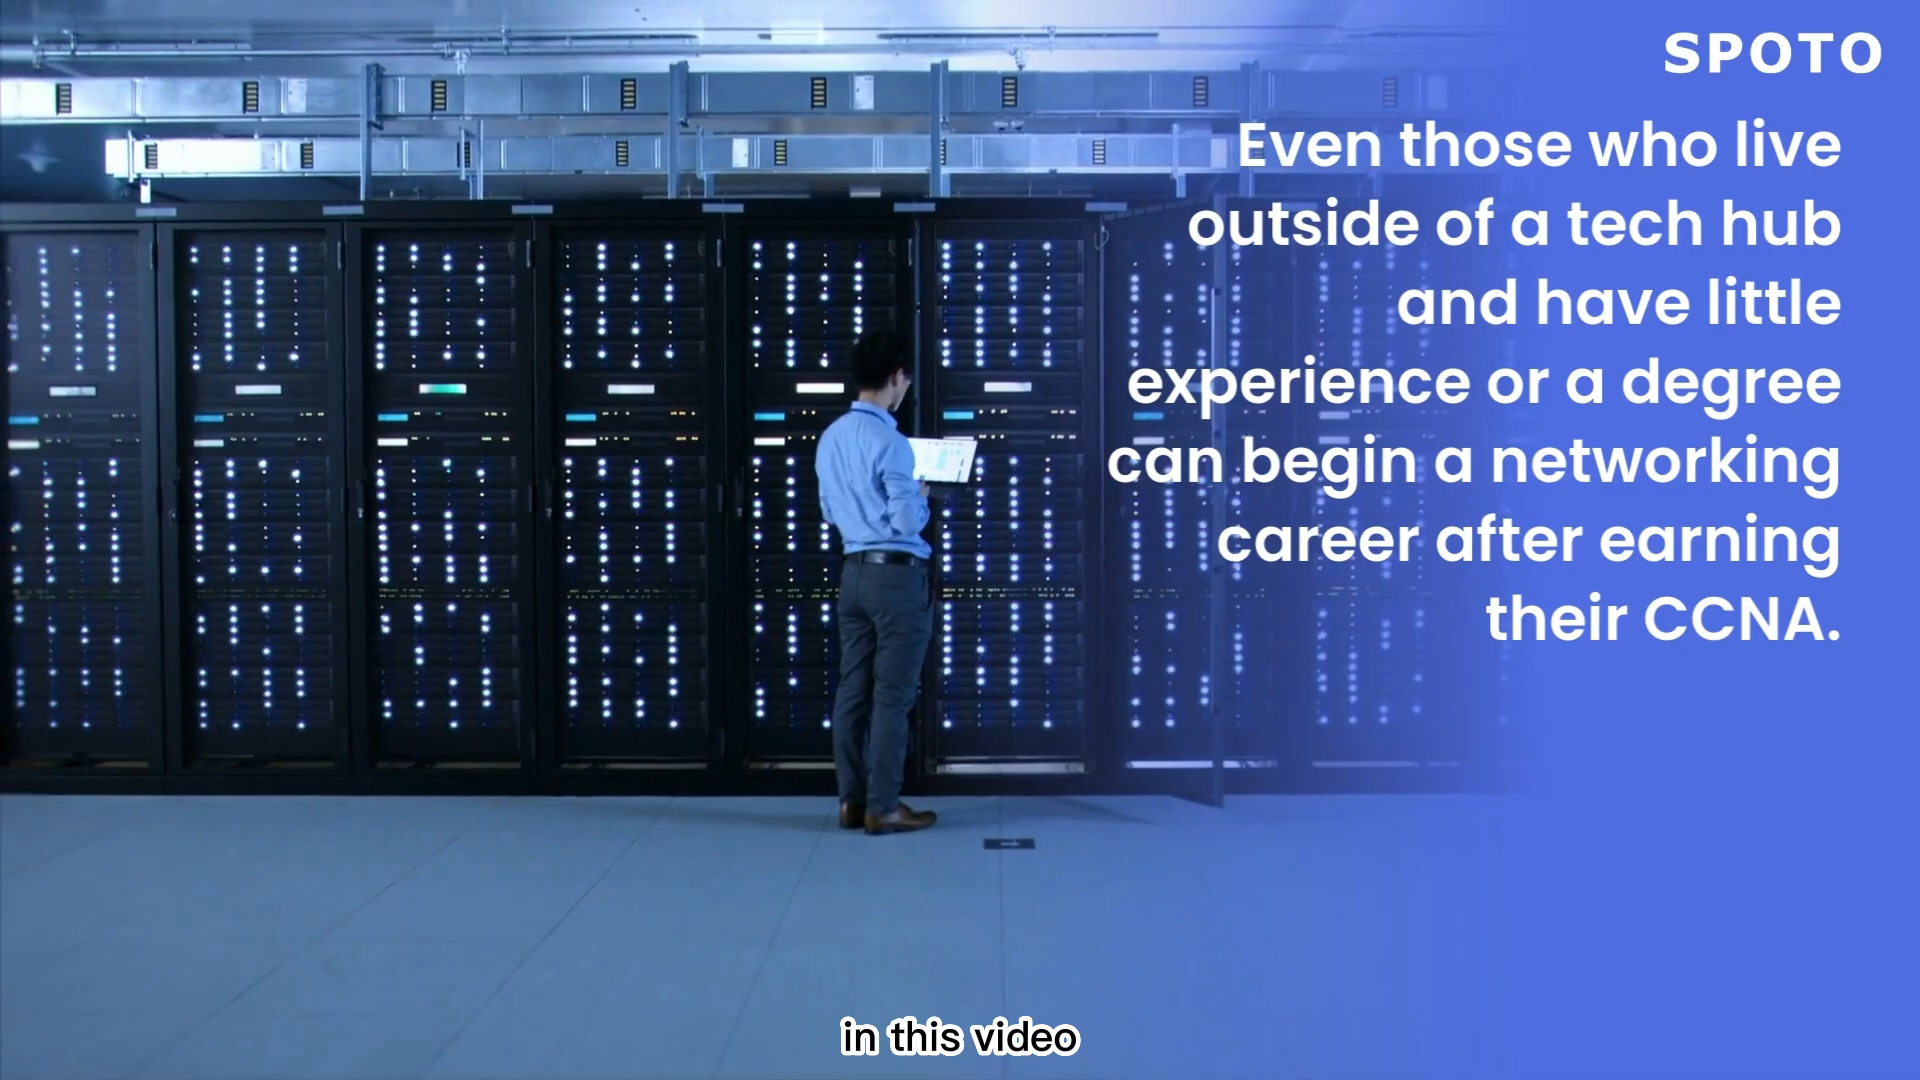 SPOTO
Even those who live
outside of a tech hub
and have little
experience or a degree
can begin a networking
career after earning
their CCNA.
in this video